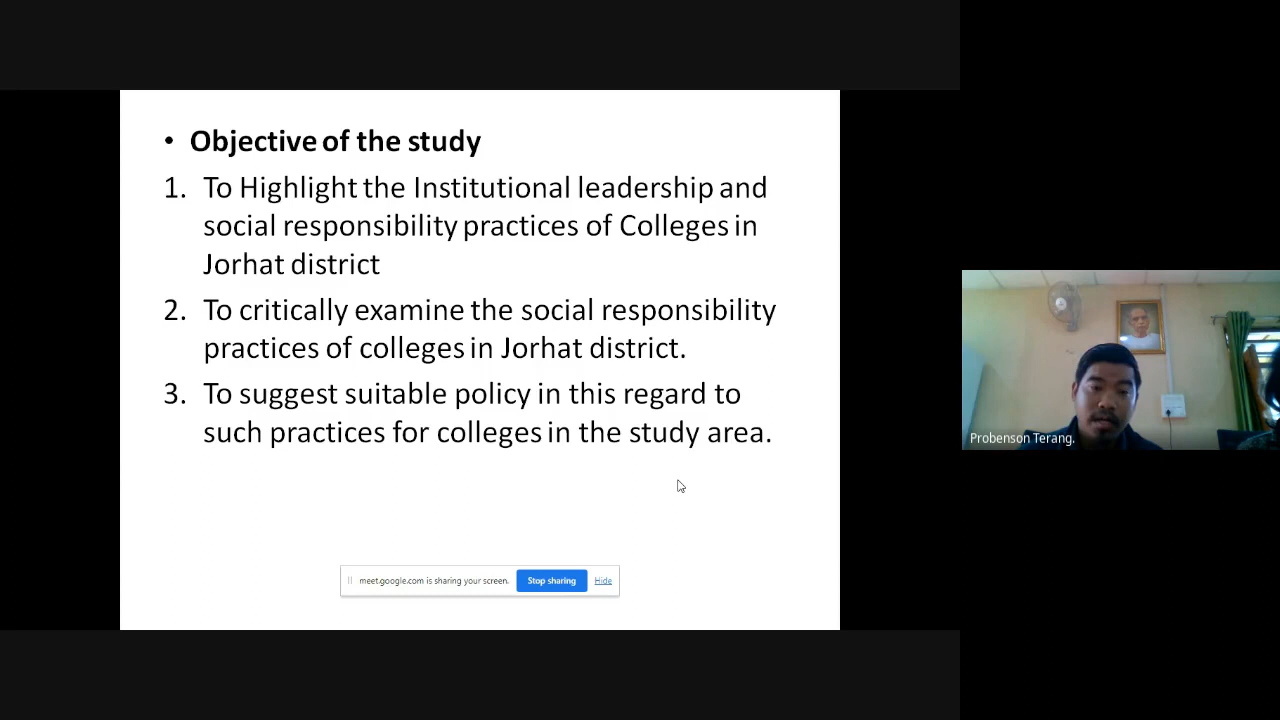 • Objective of the study
1. To Highlight the Institutional leadership and
social responsibility practices of Colleges in
Jorhat district
2. To critically examine the social responsibility
practices of colleges in Jorhat district.
3. To suggest suitable policy in this regard to
such practices for colleges in the study area.
meet.google.com is sharing your screen. Stop sharing Hide
Probenson Terang.